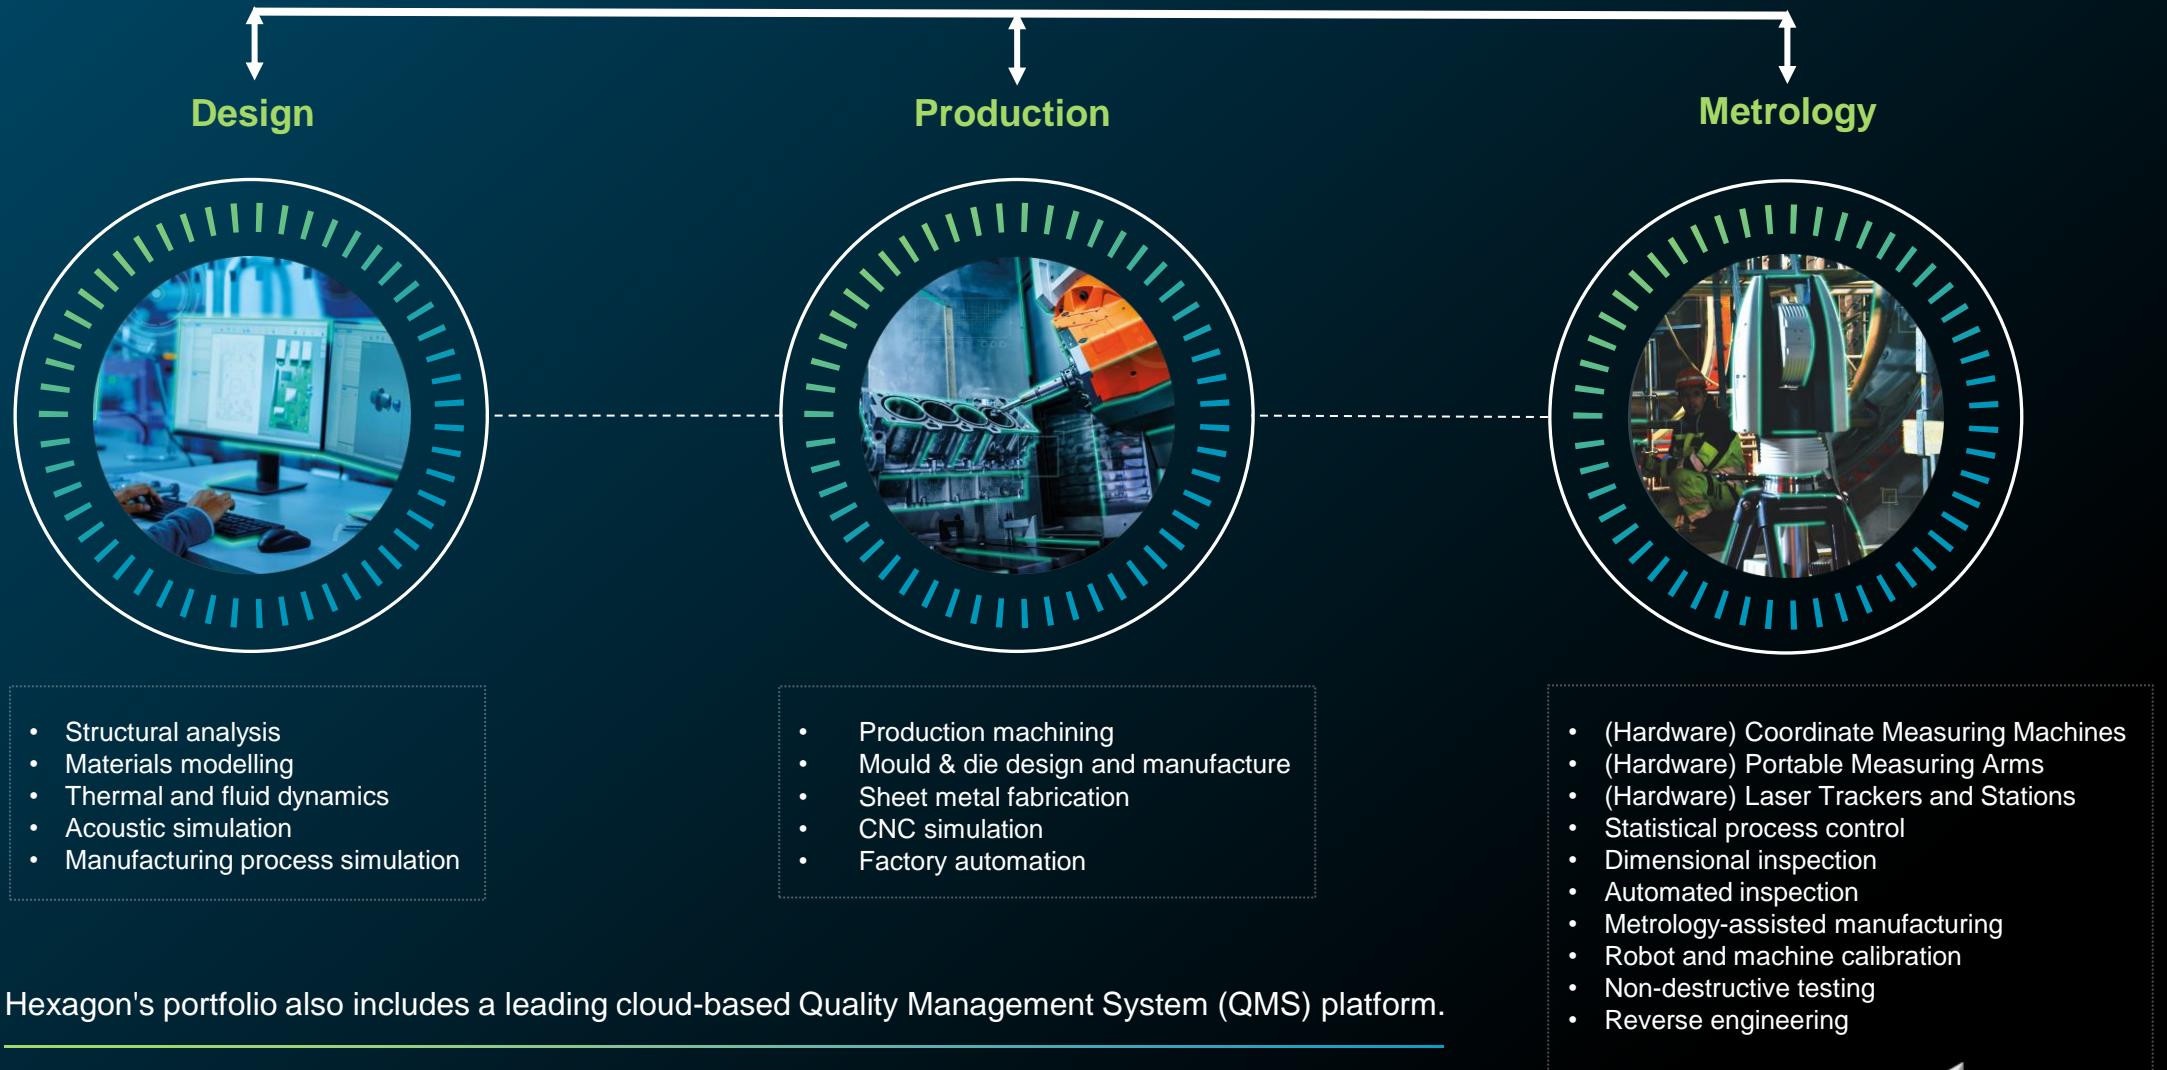 Design
Production
Metrology
• Structural analysis
• Materials modelling
• Thermal and fluid dynamics
• Acoustic simulation
• Manufacturing process simulation
• Production machining
• Mould & die design and manufacture
• Sheet metal fabrication
• CNC simulation
• Factory automation
• (Hardware) Coordinate Measuring Machines
• (Hardware) Portable Measuring Arms
• (Hardware) Laser Trackers and Stations
• Statistical process control
• Dimensional inspection
• Automated inspection
• Metrology-assisted manufacturing
• Robot and machine calibration
• Non-destructive testing
• Reverse engineering
Hexagon's portfolio also includes a leading cloud-based Quality Management System (QMS) platform.